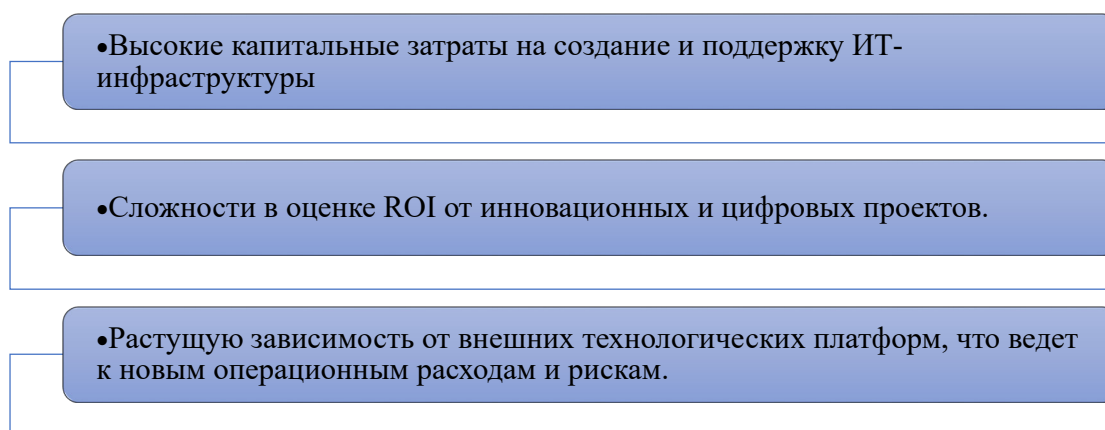 •Высокие капитальные затраты на создание и поддержку ИТ-
инфраструктуры
•Сложности в оценке ROI от инновационных и цифровых проектов.
•Растущую зависимость от внешних технологических платформ, что ведет
к новым операционным расходам и рискам.